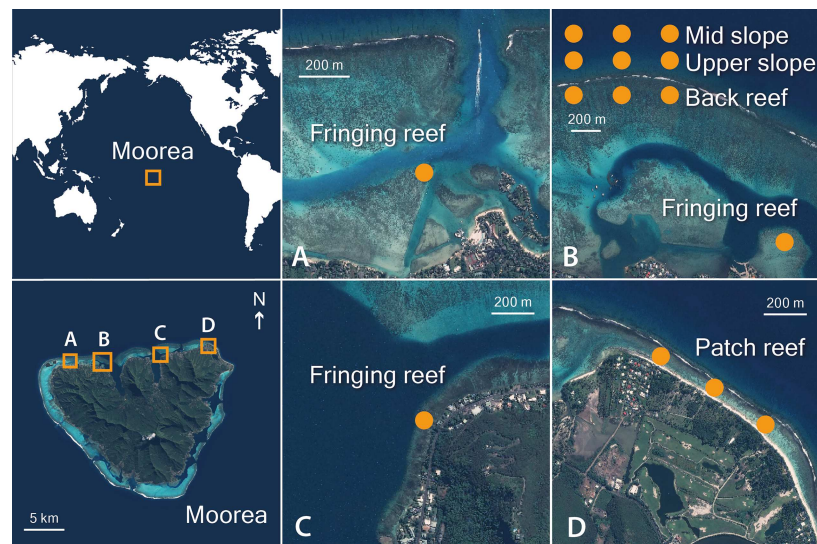 Moorea
200 m
Fringing reef
A
Mid slope
Upper slope
Back reef
200 m
Fringing reef
B
N
A
B
C
D
5 km
Moorea
200 m
Fringing reef
C
200 m
Patch reef
D